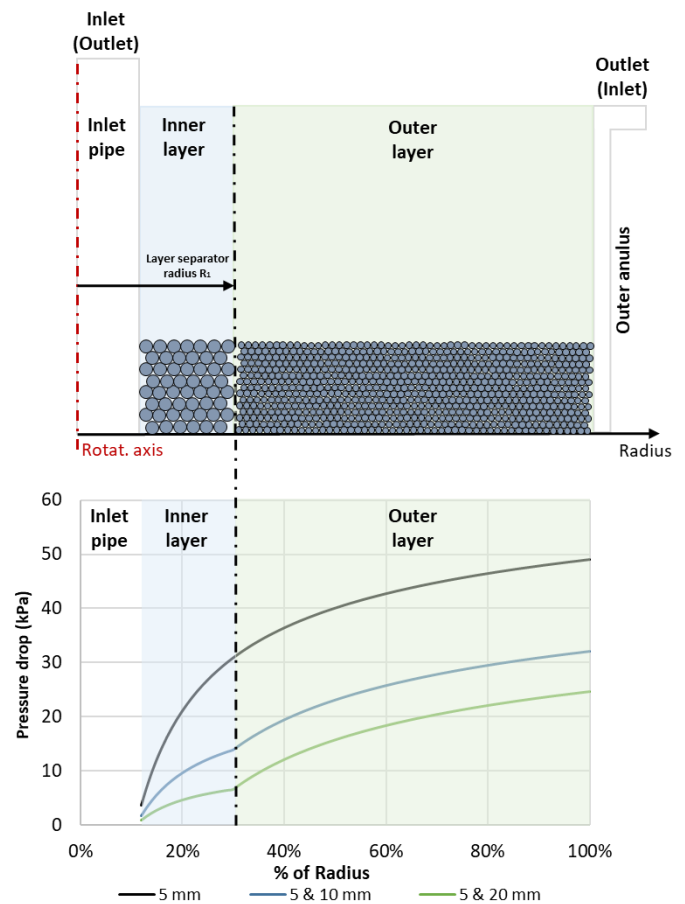 Inlet
(Outlet)
Outlet
(Inlet)
Inlet
pipe
Inner
layer
Outer
layer
Layer separator
radius R₁
Outer anulus
Rotat. axis
Radius
60
50
40
30
20
10
0
Pressure drop (kPa)
Inlet
pipe
Inner
layer
Outer
layer
0% 20% 40% 60% 80% 100%
% of Radius
5 mm 5 & 10 mm 5 & 20 mm